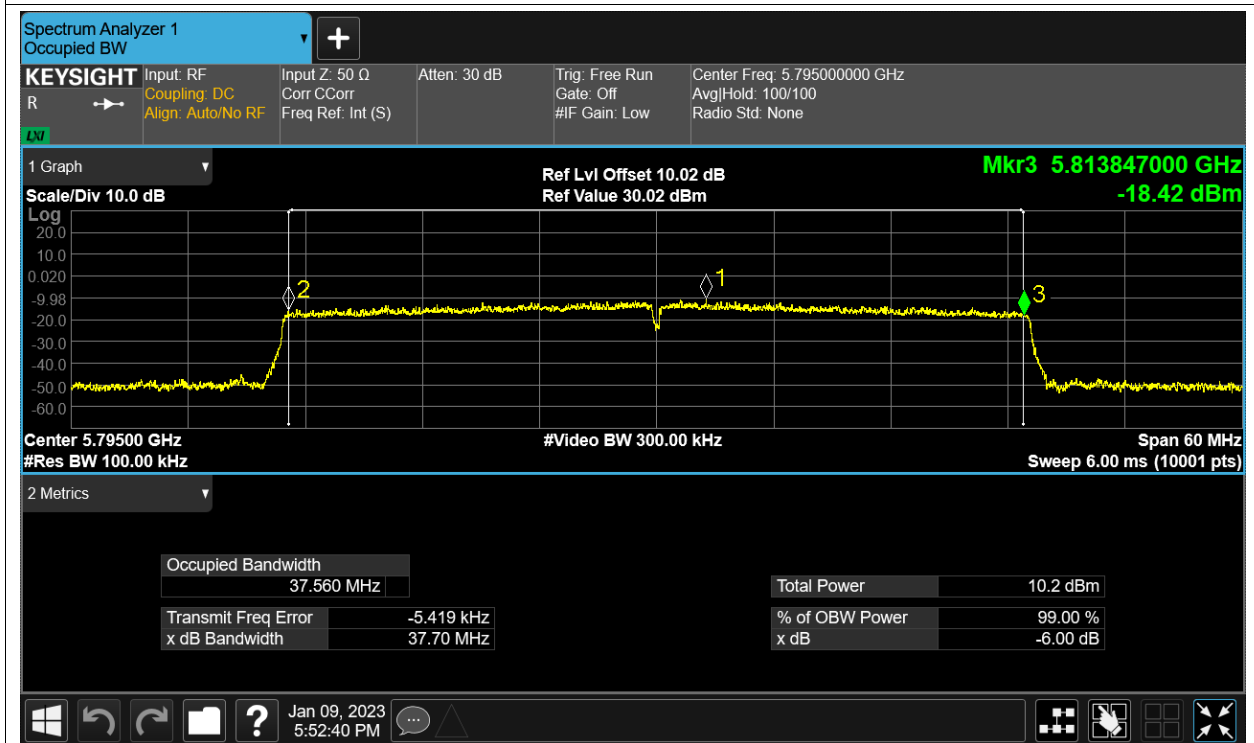 Spectrum Analyzer 1
Occupied BW
KEYSIGHT
R
LXI
Input: RF
Coupling: DC
Align: Auto/No RF
Input Z: 50 Ω
Corr CCorr
Freq Ref: Int (S)
Atten: 30 dB
Trig: Free Run
Gate: Off
#IF Gain: Low
Center Freq: 5.795000000 GHz
Avg|Hold: 100/100
Radio Std: None
1 Graph
Scale/Div 10.0 dB
Ref Lvl Offset 10.02 dB
Ref Value 30.02 dBm
Mkr3 5.813847000 GHz
-18.42 dBm
Log
20.0
10.0
0.020
-9.98
-20.0
-30.0
-40.0
-50.0
-60.0
2
1
3
Center 5.79500 GHz
#Res BW 100.00 kHz
#Video BW 300.00 kHz
Span 60 MHz
Sweep 6.00 ms (10001 pts)
2 Metrics
Occupied Bandwidth
37.560 MHz
Transmit Freq Error -5.419 kHz
x dB Bandwidth 37.70 MHz
Total Power 10.2 dBm
% of OBW Power 99.00 %
x dB -6.00 dB
?
Jan 09, 2023
5:52:40 PM